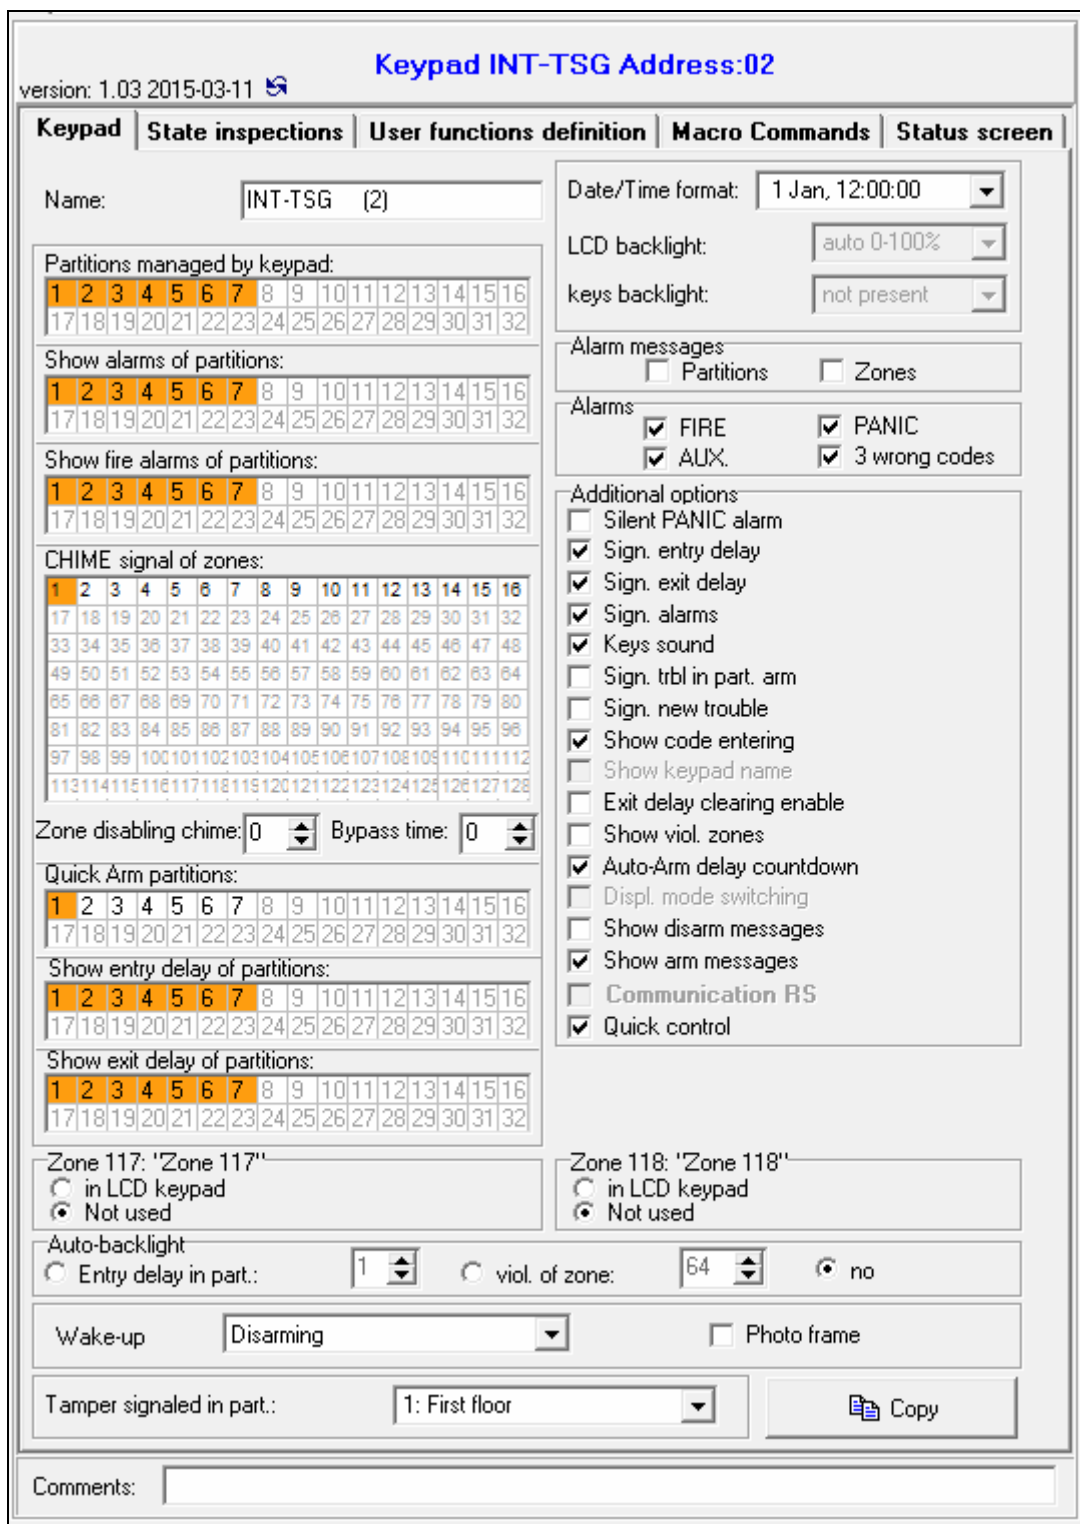 Keypad INT-TSG Address:02
version: 1.03 2015-03-11
Keypad State inspections User functions definition Macro Commands Status screen
Name: INT-TSG (2)
Partitions managed by keypad:
1 2 3 4 5 6 7 8 9 10 11 12 13 14 15 16
17 18 19 20 21 22 23 24 25 26 27 28 29 30 31 32
Show alarms of partitions:
1 2 3 4 5 6 7 8 9 10 11 12 13 14 15 16
17 18 19 20 21 22 23 24 25 26 27 28 29 30 31 32
Show fire alarms of partitions:
1 2 3 4 5 6 7 8 9 10 11 12 13 14 15 16
17 18 19 20 21 22 23 24 25 26 27 28 29 30 31 32
CHIME signal of zones:
1 2 3 4 5 6 7 8 9 10 11 12 13 14 15 16
17 18 19 20 21 22 23 24 25 26 27 28 29 30 31 32
33 34 35 36 37 38 39 40 41 42 43 44 45 46 47 48
49 50 51 52 53 54 55 56 57 58 59 60 61 62 63 64
65 66 67 68 69 70 71 72 73 74 75 76 77 78 79 80
81 82 83 84 85 86 87 88 89 90 91 92 93 94 95 96
97 98 99 100 101 102 103 104 105 106 107 108 109 110 111 112
113 114 115 116 117 118 119 120 121 122 123 124 125 126 127 128
Zone disabling chime: 0 Bypass time: 0
Quick Arm partitions:
1 2 3 4 5 6 7 8 9 10 11 12 13 14 15 16
17 18 19 20 21 22 23 24 25 26 27 28 29 30 31 32
Show entry delay of partitions:
1 2 3 4 5 6 7 8 9 10 11 12 13 14 15 16
17 18 19 20 21 22 23 24 25 26 27 28 29 30 31 32
Show exit delay of partitions:
1 2 3 4 5 6 7 8 9 10 11 12 13 14 15 16
17 18 19 20 21 22 23 24 25 26 27 28 29 30 31 32
Date/Time format: 1 Jan, 12:00:00
LCD backlight: auto 0-100%
keys backlight: not present
Alarm messages
Partitions Zones
Alarms
FIRE PANIC
AUX. 3 wrong codes
Additional options
Silent PANIC alarm
Sign. entry delay
Sign. exit delay
Sign. alarms
Keys sound
Sign. trbl in part. arm
Sign. new trouble
Show code entering
Show keypad name
Exit delay clearing enable
Show viol. zones
Auto-Arm delay countdown
Displ. mode switching
Show disarm messages
Show arm messages
Communication RS
Quick control
Zone 117: "Zone 117"
in LCD keypad
Not used
Zone 118: "Zone 118"
in LCD keypad
Not used
Auto-backlight
Entry delay in part.: 1 viol. of zone: 64 no
Wake-up Disarming Photo frame
Tamper signaled in part.: 1: First floor Copy
Comments: